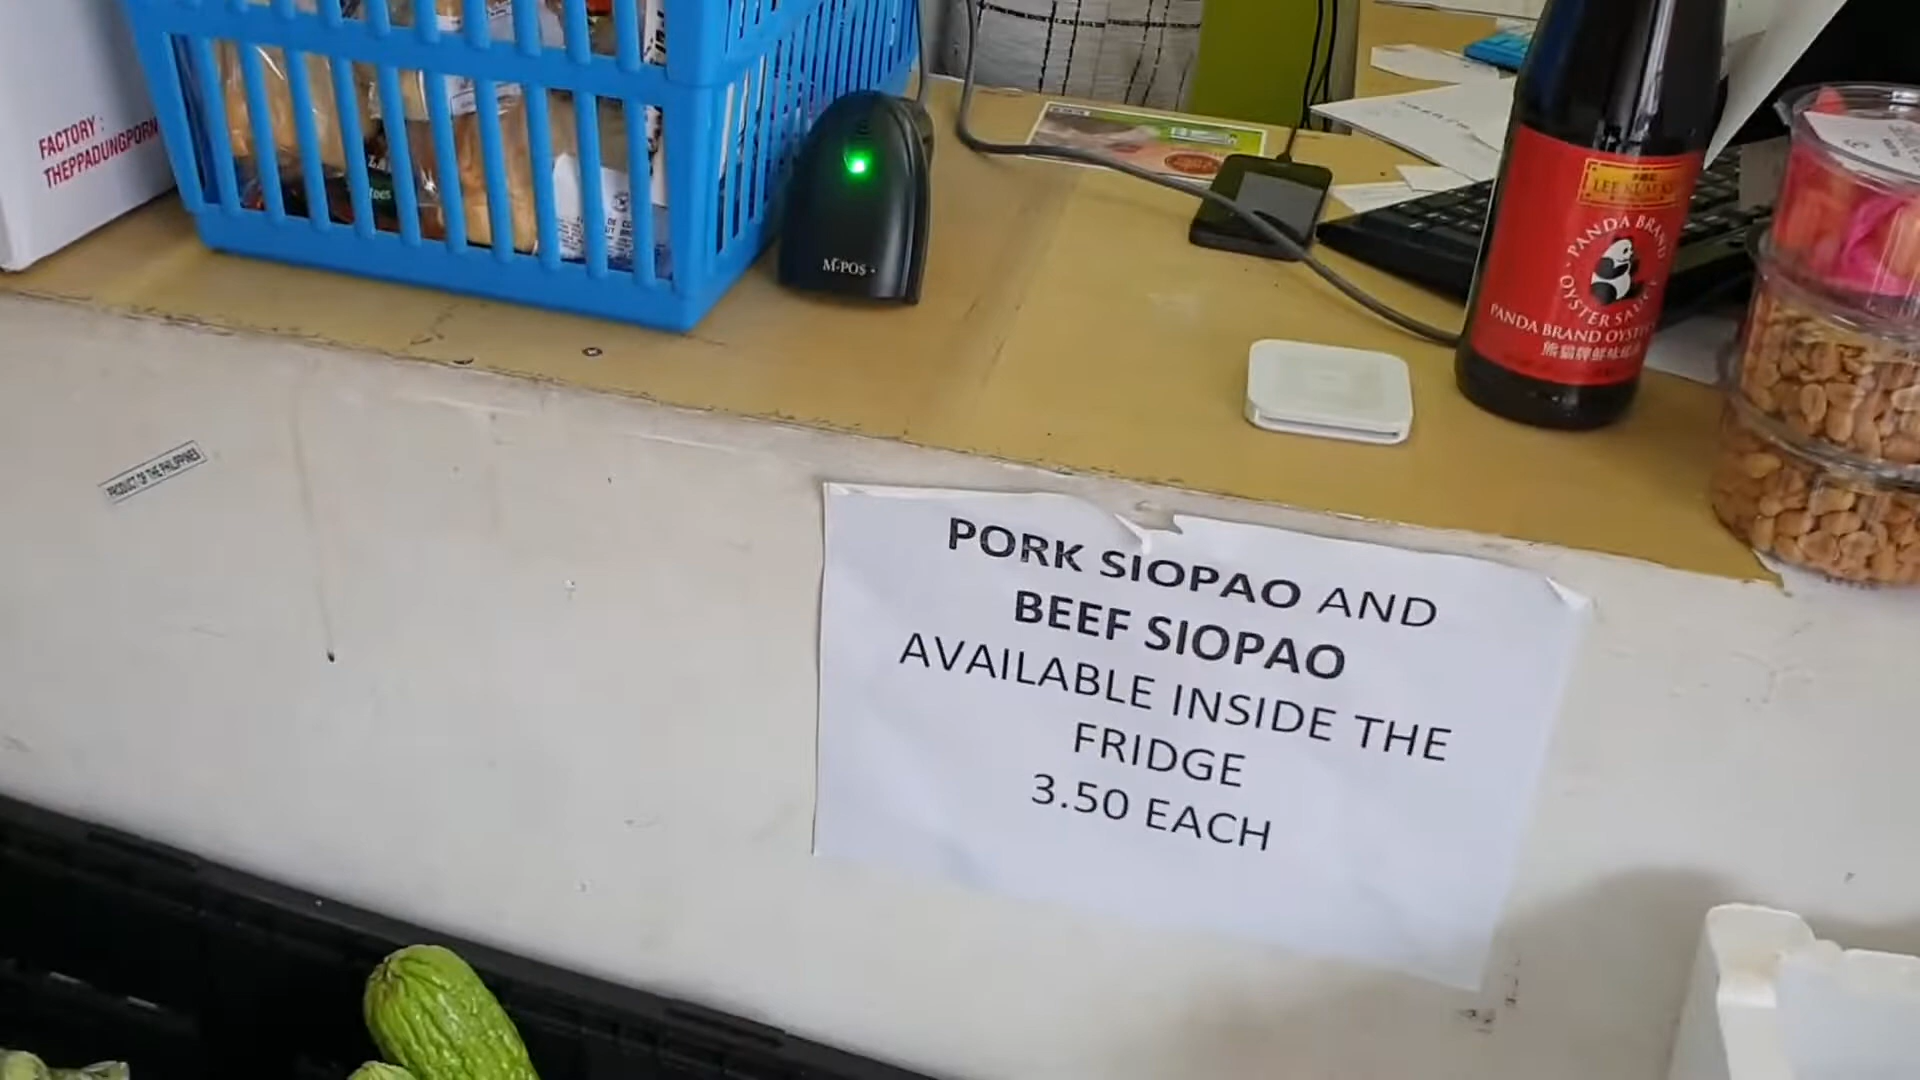 FACTORY :
THEPPADUNGPORN
M-POS
LEE KUM KEE
PANDA BRAND
OYSTER SAUCE
PANDA BRAND OYSTE
PRODUCT OF THE PHILIPPINES
PORK SIOPAO AND
BEEF SIOPAO
AVAILABLE INSIDE THE
FRIDGE
3.50 EACH